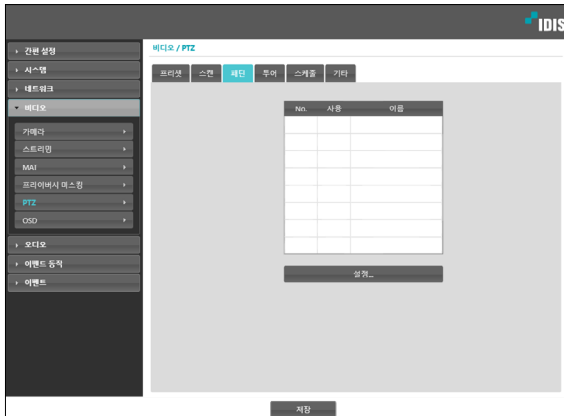 IDIS
간편 설정
시스템
네트워크
비디오
카메라
스트리밍
MAT
프라이버시 마스킹
PTZ
OSD
오디오
이벤트 동작
이벤트
비디오 / PTZ
프리셋 스캔 패턴 투어 스케줄 기타
No. 사용 이름
설정...
저장